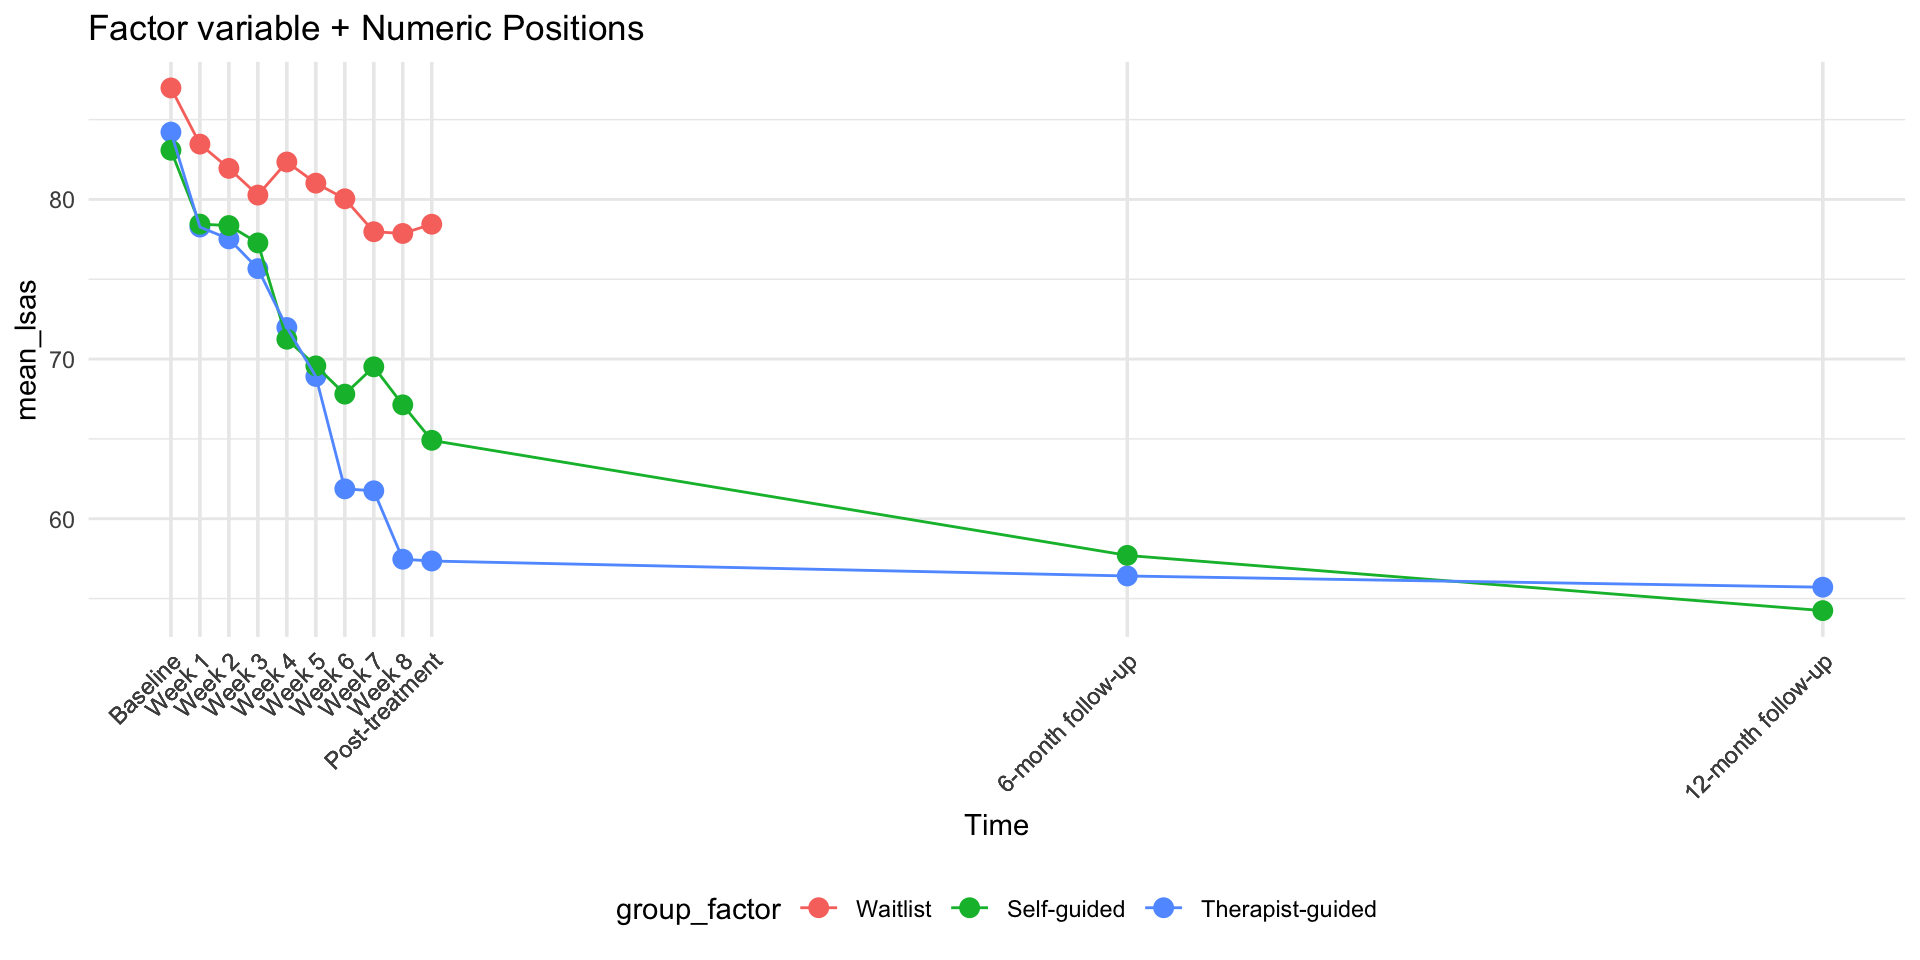 Factor variable + Numeric Positions
mean_lsas
80
70
60
Baseline
Week 1
Week 2
Week 3
Week 4
Week 5
Week 6
Week 7
Week 8
Post-treatment
6-month follow-up
12-month follow-up
Time
group_factor Waitlist Self-guided Therapist-guided